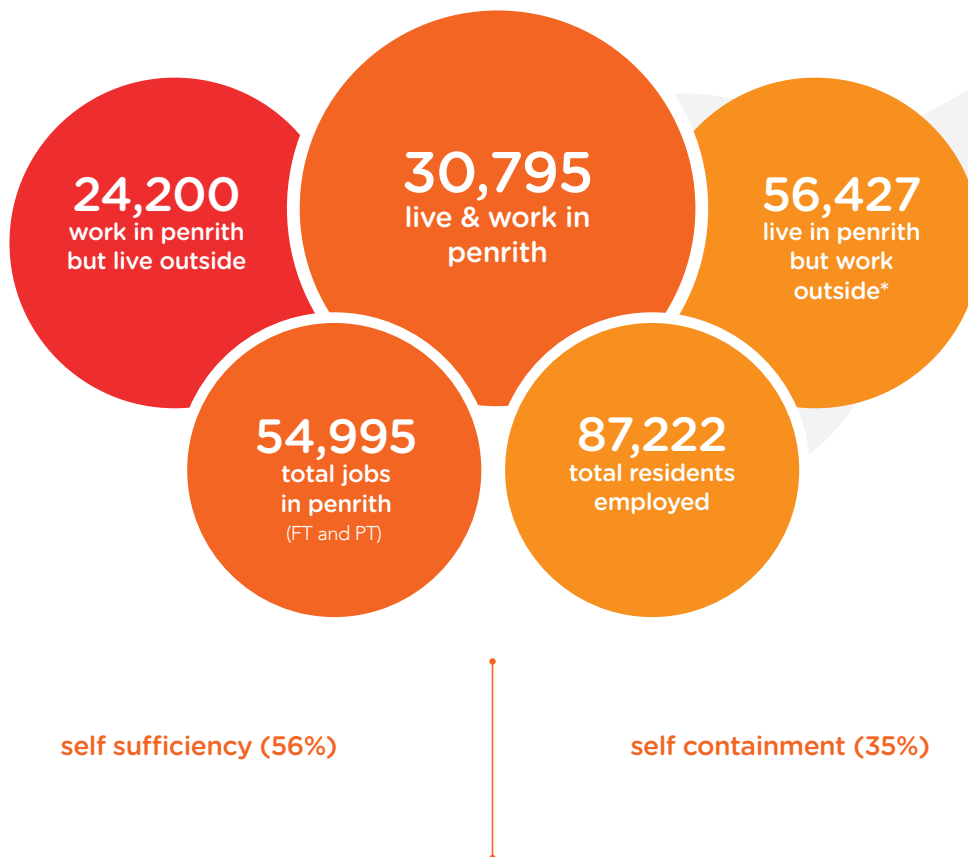 24,200
work in penrith
but live outside
30,795
live & work in
penrith
56,427
live in penrith
but work
outside*
54,995
total jobs
in penrith
(FT and PT)
87,222
total residents
employed
self sufficiency (56%)
self containment (35%)